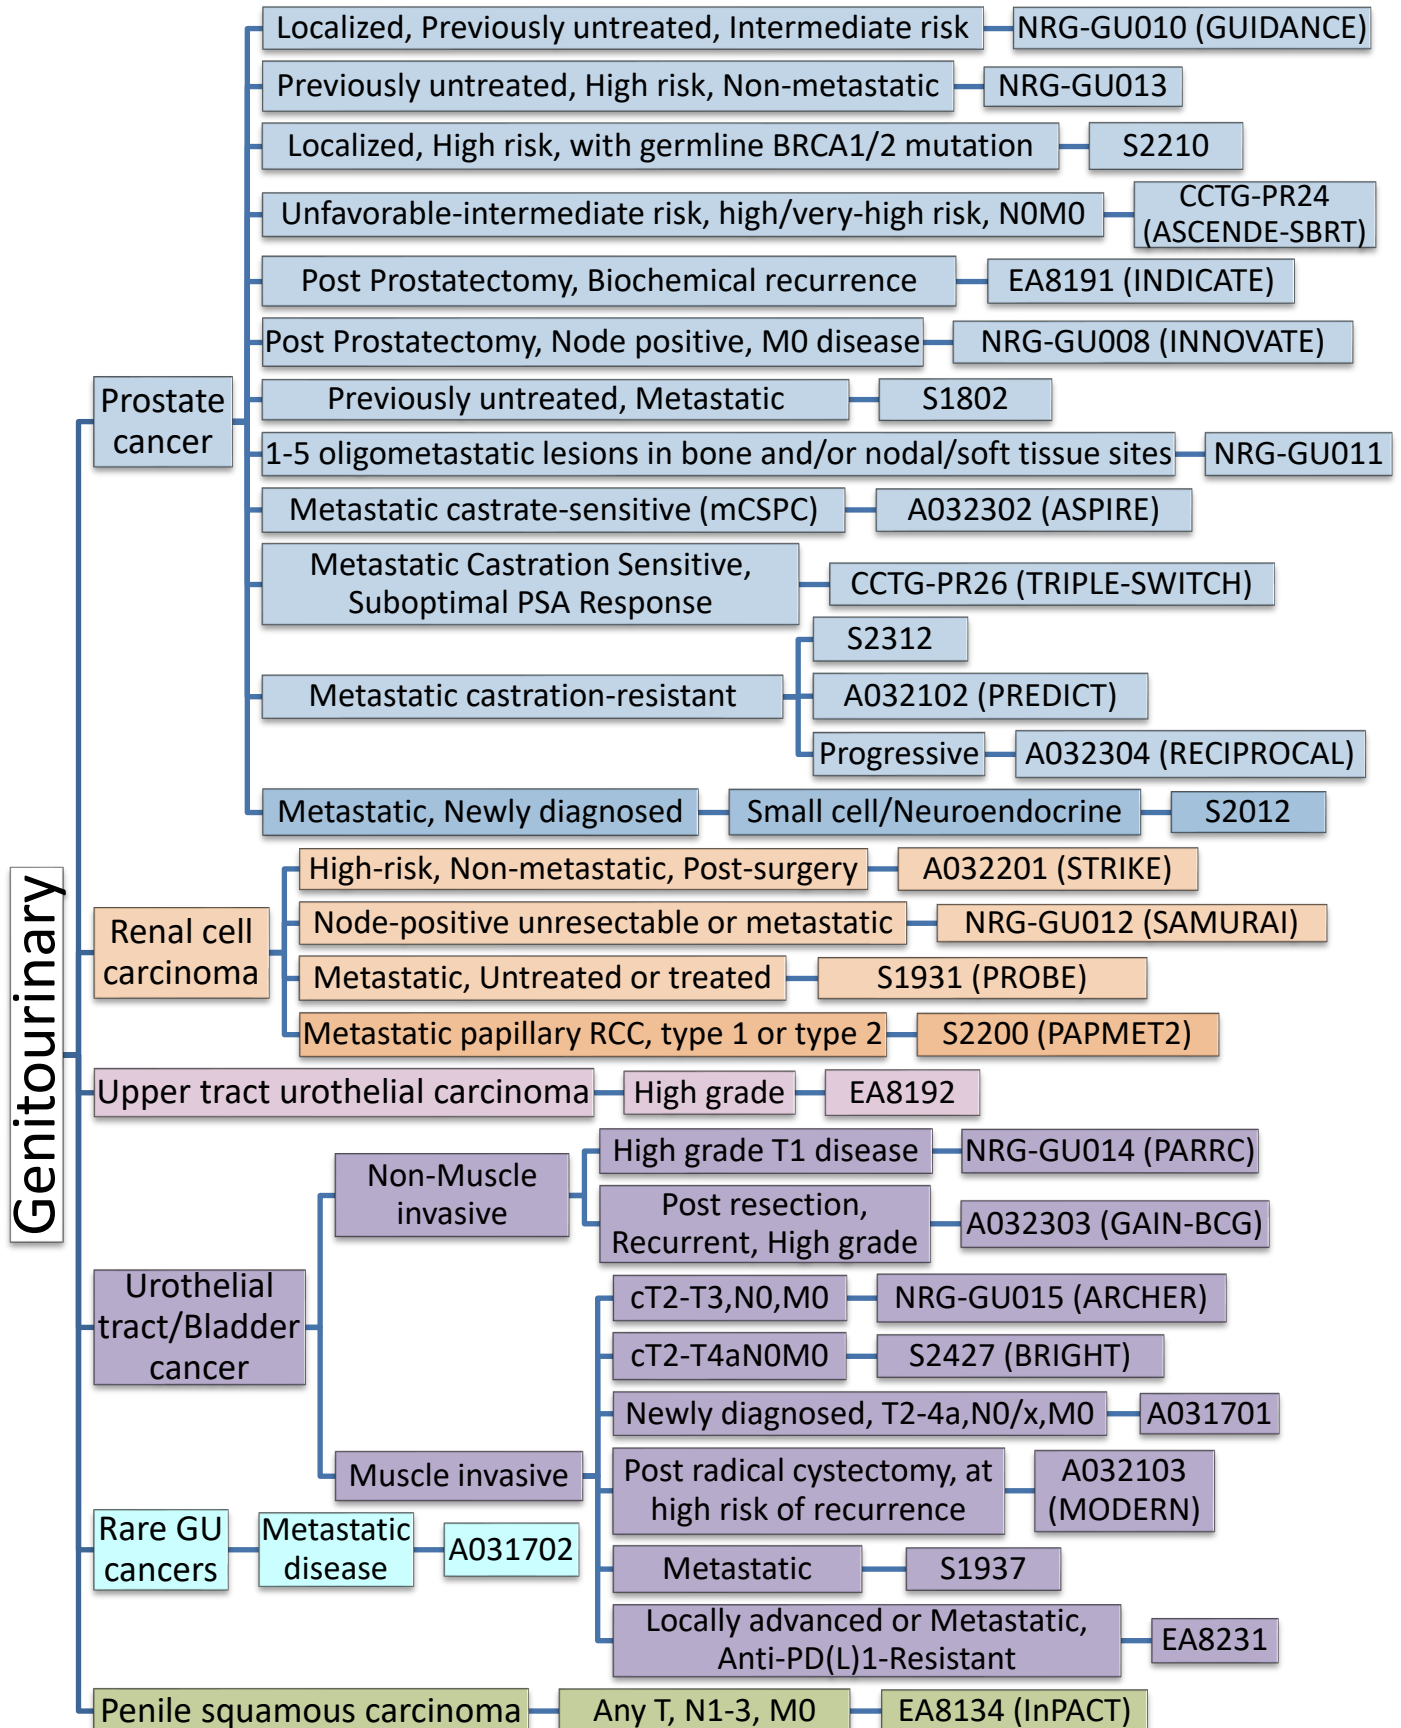 Genitourinary
Prostate
cancer
Localized, Previously untreated, Intermediate risk
NRG-GU010 (GUIDANCE)
Previously untreated, High risk, Non-metastatic
NRG-GU013
Localized, High risk, with germline BRCA1/2 mutation
S2210
Unfavorable-intermediate risk, high/very-high risk, N0M0
CCTG-PR24
(ASCENDE-SBRT)
Post Prostatectomy, Biochemical recurrence
EA8191 (INDICATE)
Post Prostatectomy, Node positive, M0 disease
NRG-GU008 (INNOVATE)
Previously untreated, Metastatic
S1802
1-5 oligometastatic lesions in bone and/or nodal/soft tissue sites
NRG-GU011
Metastatic castrate-sensitive (mCSPC)
A032302 (ASPIRE)
Metastatic Castration Sensitive,
Suboptimal PSA Response
CCTG-PR26 (TRIPLE-SWITCH)
Metastatic castration-resistant
S2312
A032102 (PREDICT)
Progressive
A032304 (RECIPROCAL)
Metastatic, Newly diagnosed
Small cell/Neuroendocrine
S2012
Renal cell
carcinoma
High-risk, Non-metastatic, Post-surgery
A032201 (STRIKE)
Node-positive unresectable or metastatic
NRG-GU012 (SAMURAI)
Metastatic, Untreated or treated
S1931 (PROBE)
Metastatic papillary RCC, type 1 or type 2
S2200 (PAPMET2)
Upper tract urothelial carcinoma
High grade
EA8192
Urothelial
tract/Bladder
cancer
Non-Muscle
invasive
High grade T1 disease
NRG-GU014 (PARRC)
Post resection,
Recurrent, High grade
A032303 (GAIN-BCG)
Muscle invasive
cT2-T3,N0,M0
NRG-GU015 (ARCHER)
cT2-T4aN0M0
S2427 (BRIGHT)
Newly diagnosed, T2-4a,N0/x,M0
A031701
Post radical cystectomy, at
high risk of recurrence
A032103
(MODERN)
Metastatic
S1937
Locally advanced or Metastatic,
Anti-PD(L)1-Resistant
EA8231
Rare GU
cancers
Metastatic
disease
A031702
Penile squamous carcinoma
Any T, N1-3, M0
EA8134 (InPACT)